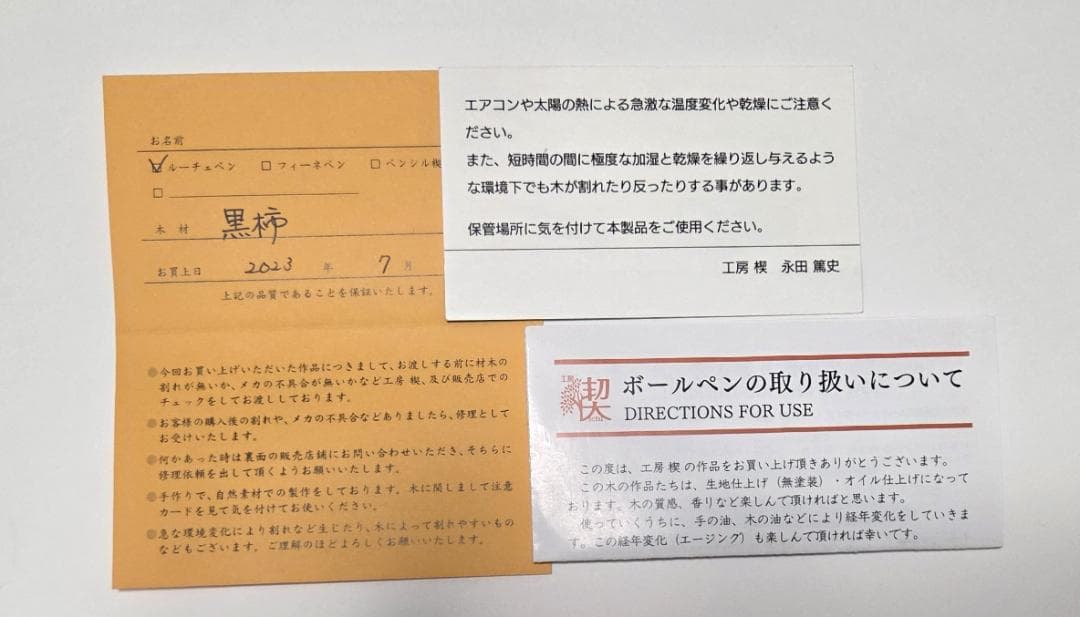 お名前
ルーチェペン □フィーネペン □ペンシル楔
□
木 材 黒柿
お買上日 2023 年 7 月
上記の品質であることを保証いたします。
●今回お買い上げいただいた作品につきまして、お渡しする前に材木の
割れが無いか、メカの不具合が無いかなど工房 楔、及び販売店での
チェックをしてお渡ししております。
●お客様の購入後の割れや、メカの不具合などありましたら、修理として
お受けいたします。
●何かあった時は裏面の販売店舗にお問い合わせいただき、そちらに
修理依頼を出して頂くようお願いいたします。
●手作りで、自然素材での製作をしております。木に関しまして注意
カードを見て気を付けてお使いください。
●急な環境変化により割れなど生じたり、木によって割れやすいもの
などもございます。ご理解のほどよろしくお願いいたします。
エアコンや太陽の熱による急激な温度変化や乾燥にご注意く
ださい。
また、短時間の間に極度な加湿と乾燥を繰り返し与えるよう
な環境下でも木が割れたり反ったりする事があります。
保管場所に気を付けて本製品をご使用ください。
工房 楔 永田 篤史
工房 楔
ボールペンの取り扱いについて
DIRECTIONS FOR USE
この度は、工房 楔 の作品をお買い上げ頂きありがとうございます。
この木の作品たちは、生地仕上げ（無塗装）・オイル仕上げになって
おります。木の質感、香りなど楽しんで頂ければと思います。
使っていくうちに、手の油、木の油などにより経年変化をしていきま
す。この経年変化（エージング）も楽しんで頂ければ幸いです。